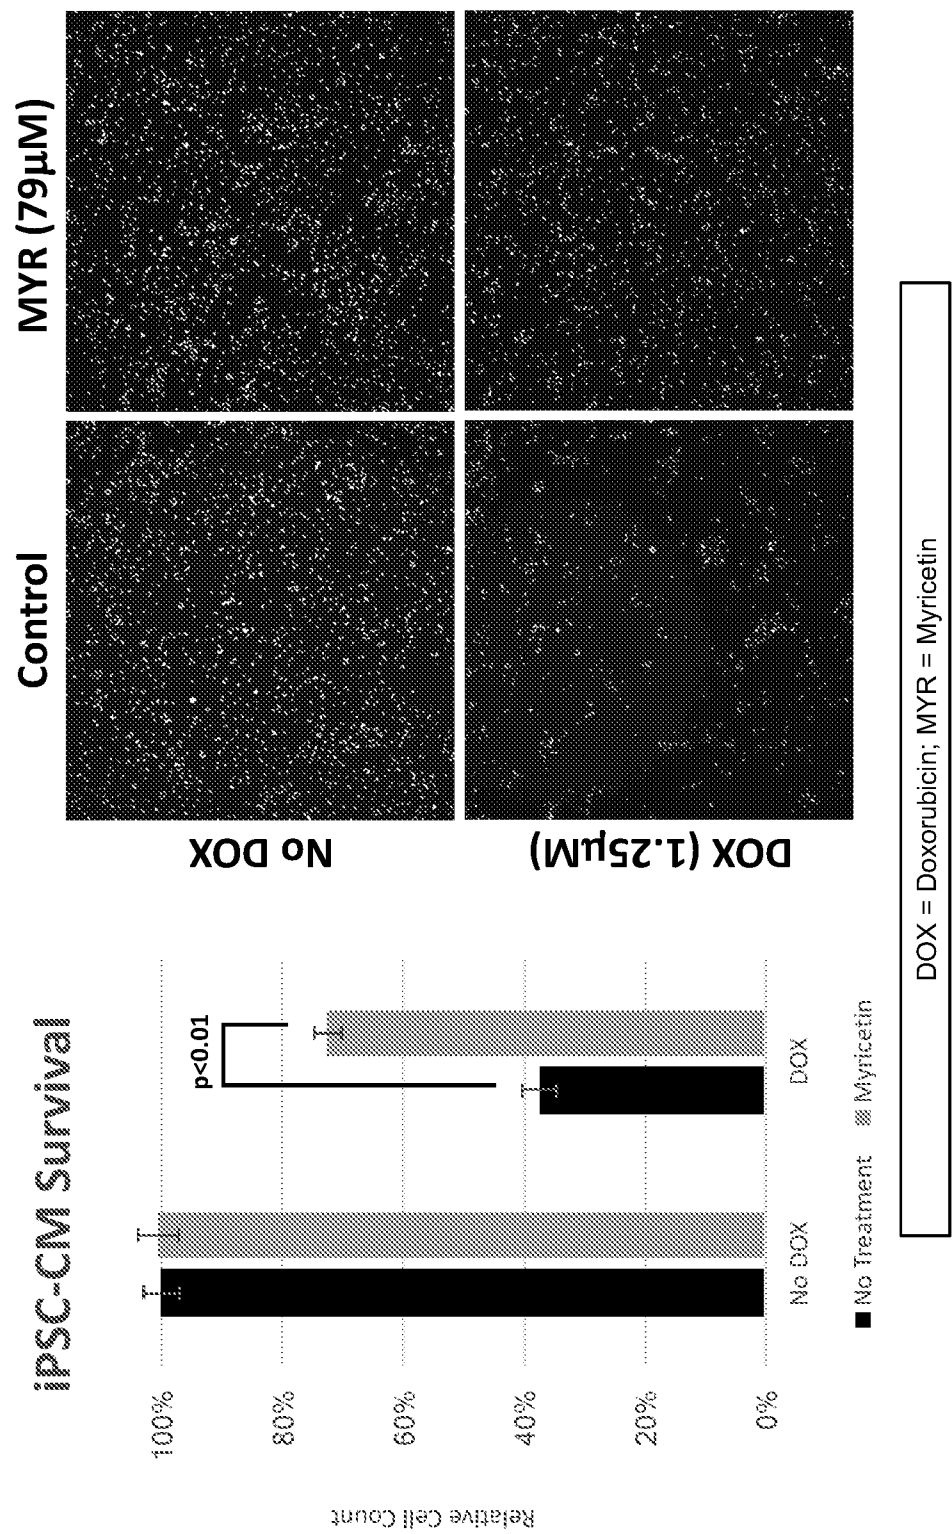 iPSC-CM Survival
Relative Cell Count
100%
80%
60%
40%
20%
0%
p<0.01
No DOX
DOX
No Treatment
Myricetin
Control
MYR (79µM)
No DOX
DOX (1.25µM)
DOX = Doxorubicin; MYR = Myricetin